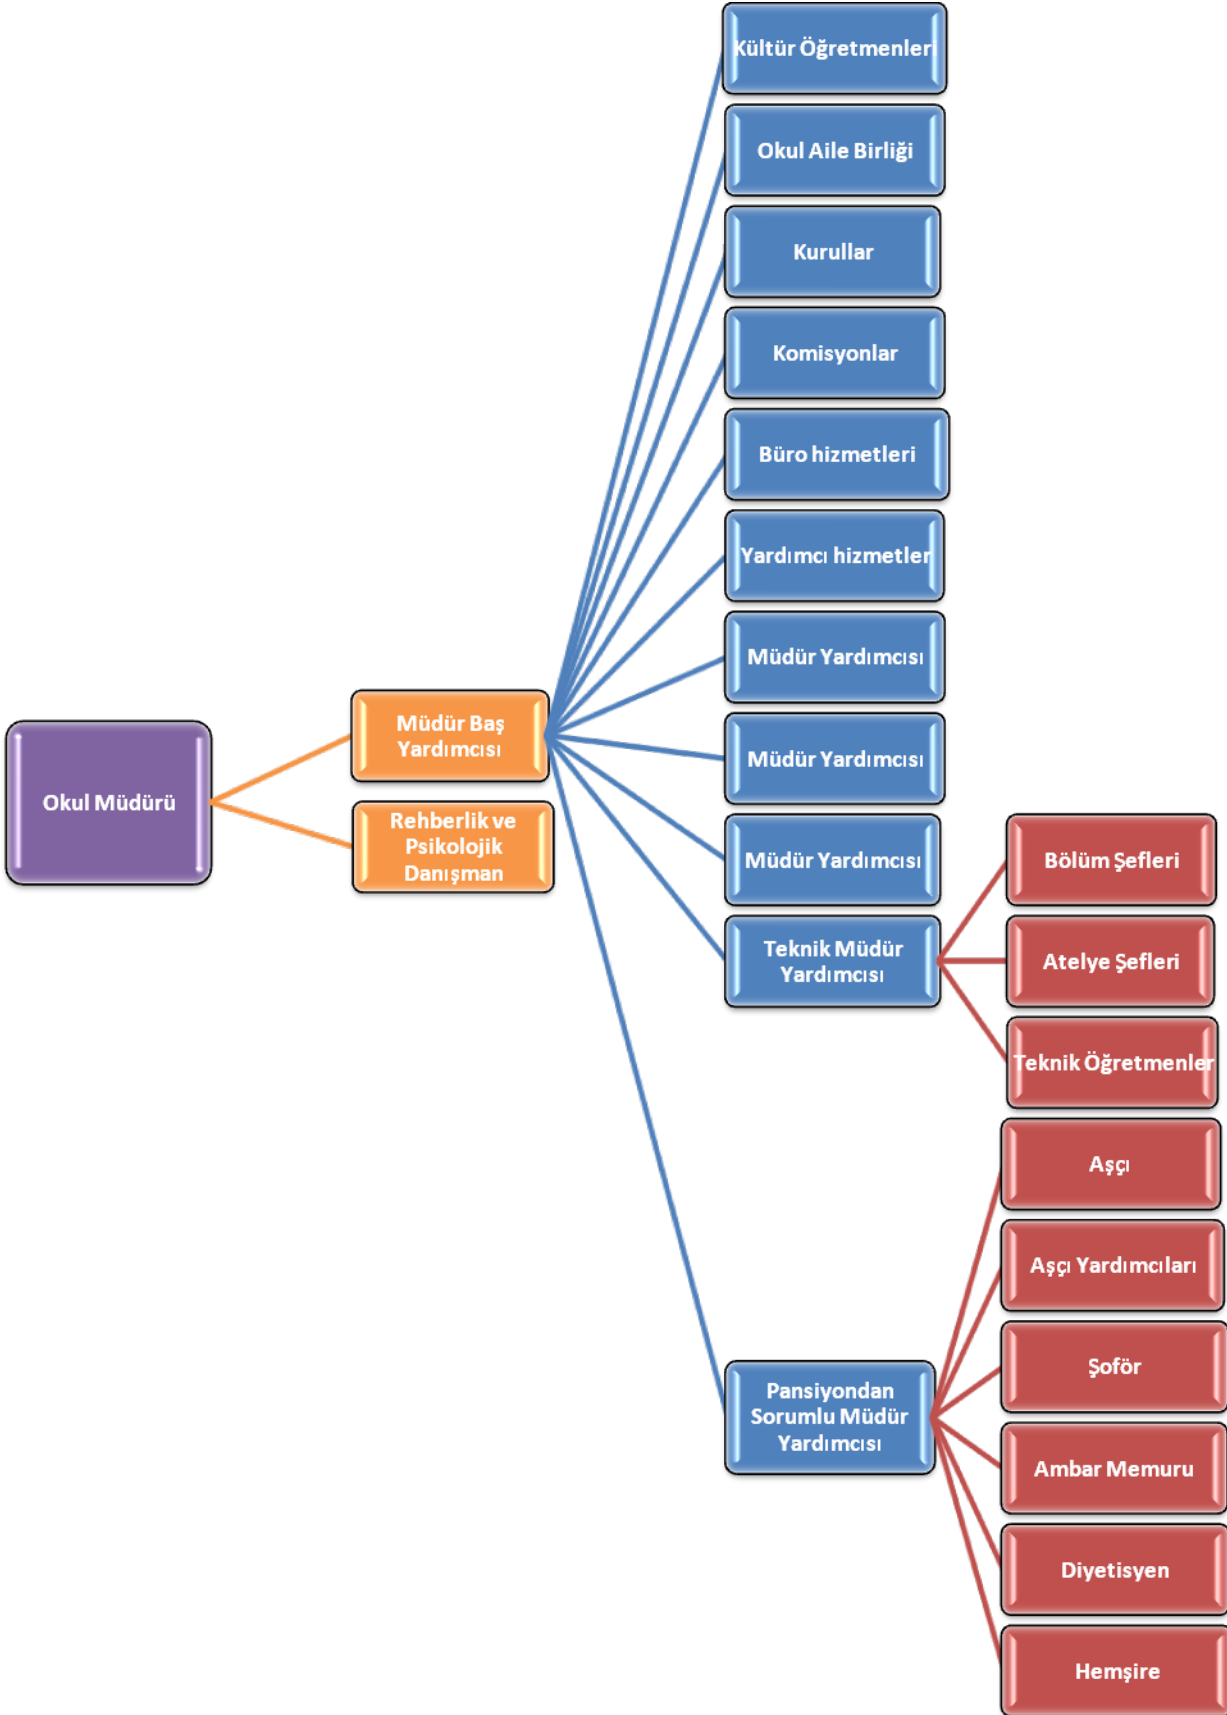 Okul Müdürü
Müdür Baş
Yardımcısı
Rehberlik ve
Psikolojik
Danışman
Kültür Öğretmenleri
Okul Aile Birliği
Kurullar
Komisyonlar
Büro hizmetleri
Yardımcı hizmetler
Müdür Yardımcısı
Müdür Yardımcısı
Müdür Yardımcısı
Teknik Müdür
Yardımcısı
Bölüm Şefleri
Atelye Şefleri
Teknik Öğretmenler
Pansiyondan
Sorumlu Müdür
Yardımcısı
Aşçı
Aşçı Yardımcıları
Şoför
Ambar Memuru
Diyetisyen
Hemşire